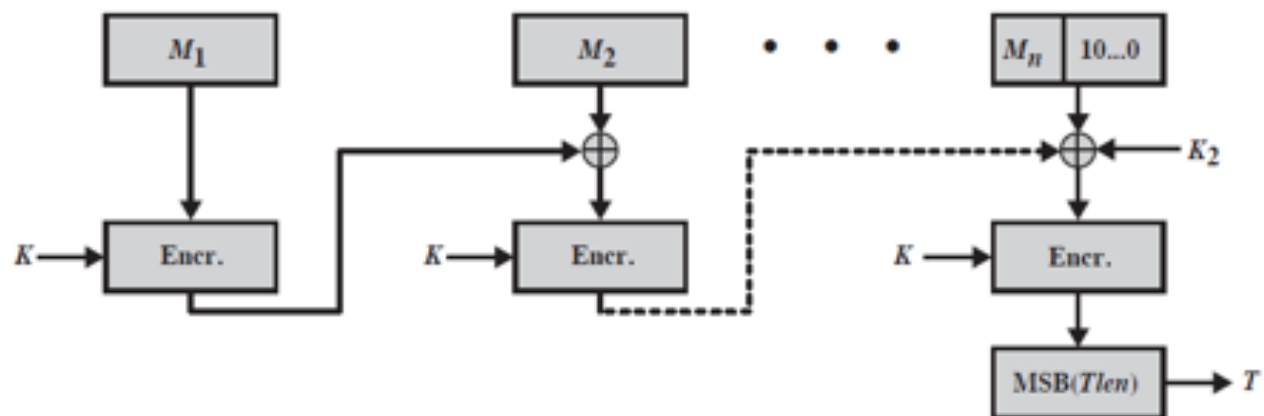 M1
M2
• • •
Mn
10...0
K2
K
Encr.
K
Encr.
K
Encr.
MSB(Tlen)
T